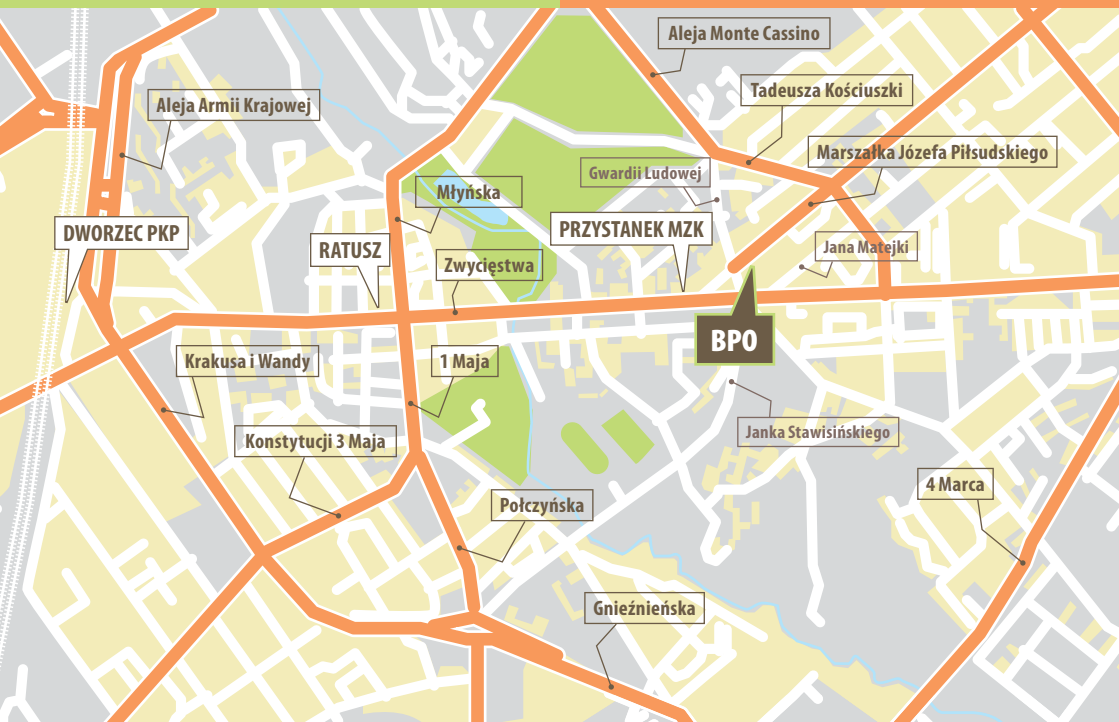 Aleja Monte Cassino
Tadeusza Kościuszki
Aleja Armii Krajowej
Marszałka Józefa Piłsudskiego
Gwardii Ludowej
Młyńska
DWORZEC PKP
PRZYSTANEK MZK
RATUSZ
Jana Matejki
Zwycięstwa
BPO
Krakusa i Wandy
1 Maja
Janka Stawisińskiego
Konstytucji 3 Maja
4 Marca
Połczyńska
Gnieźnieńska